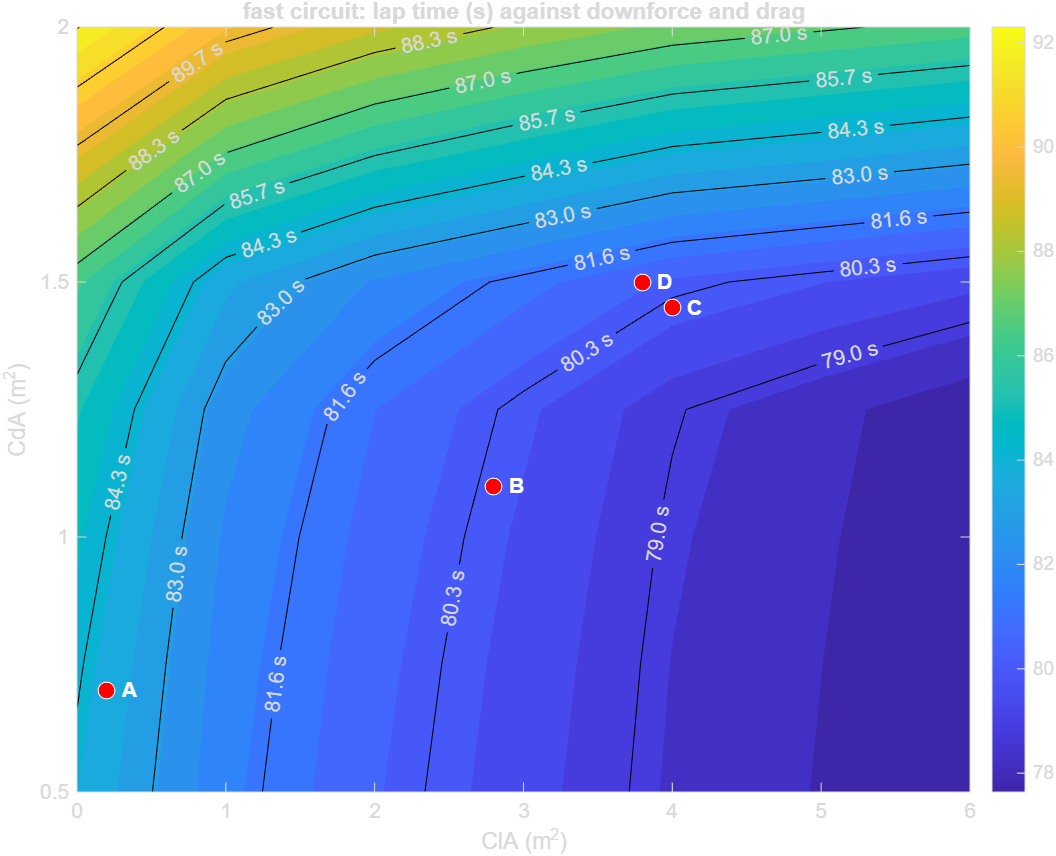 fast circuit: lap time (s) against downforce and drag
2
1.5
1
0.5
CdA (m²)
0
1
2
3
4
5
6
ClA (m²)
89.7 s
88.3 s
87.0 s
88.3 s
87.0 s
85.7 s
87.0 s
85.7 s
84.3 s
85.7 s
84.3 s
83.0 s
84.3 s
83.0 s
81.6 s
81.6 s
80.3 s
83.0 s
80.3 s
79.0 s
81.6 s
84.3 s
79.0 s
83.0 s
80.3 s
81.6 s
D
C
B
A
92
90
88
86
84
82
80
78